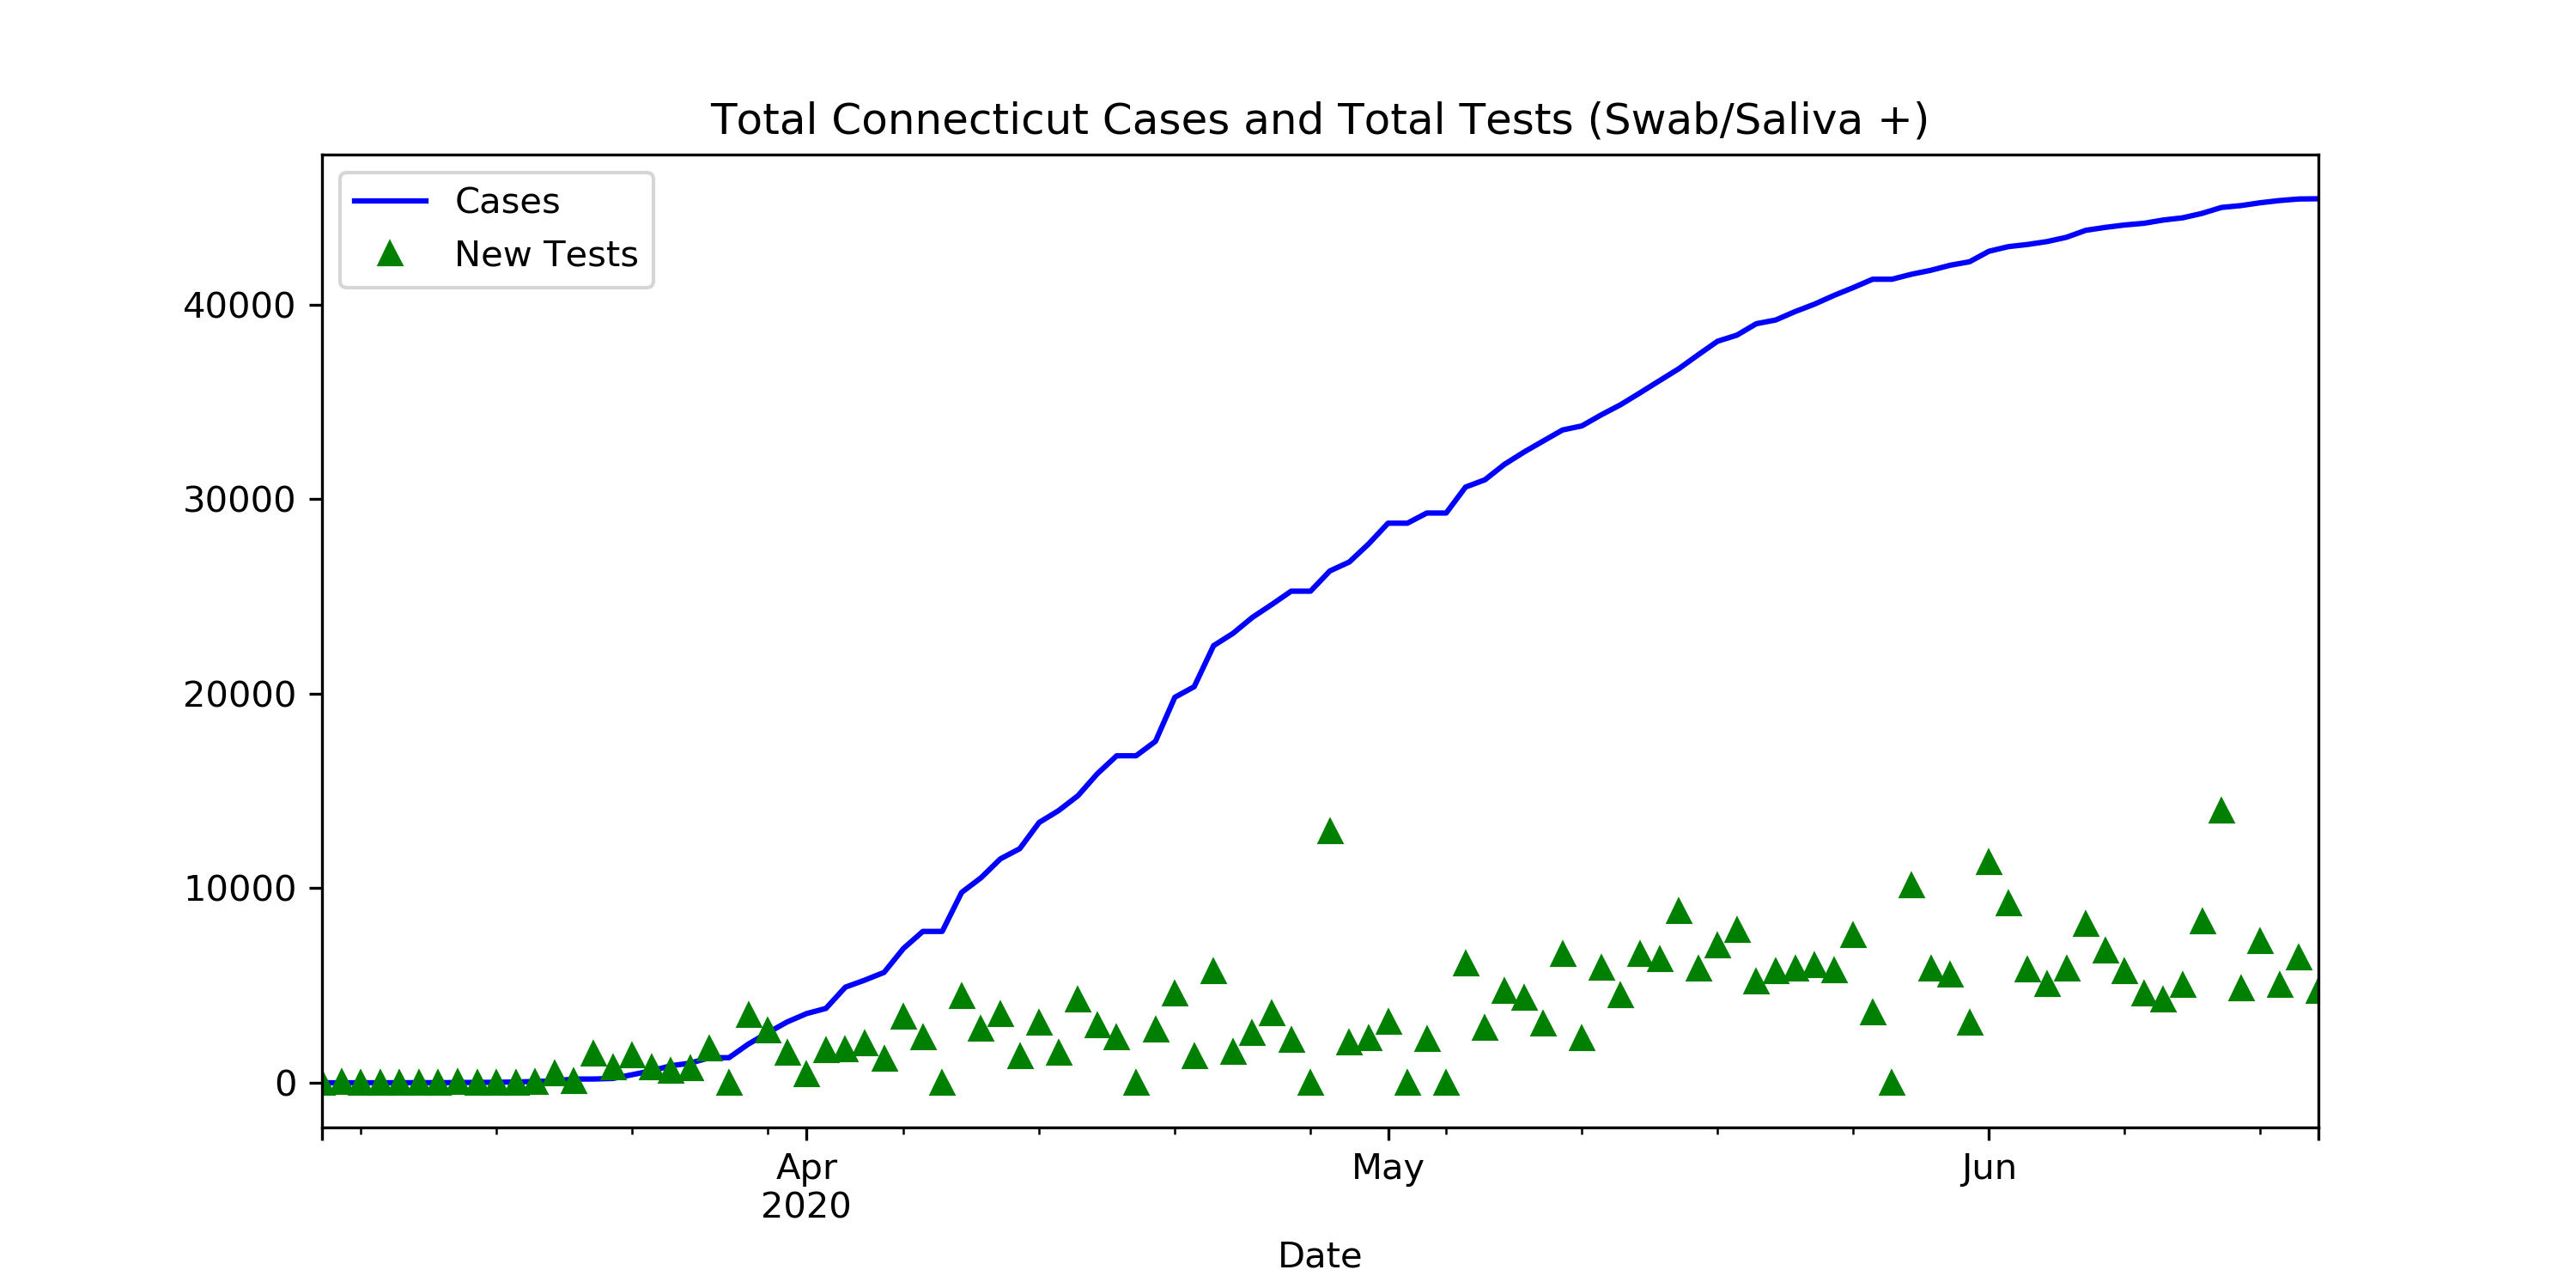 Total Connecticut Cases and Total Tests (Swab/Saliva +)
Cases
New Tests
40000
30000
20000
10000
0
Apr
2020
May
Jun
Date